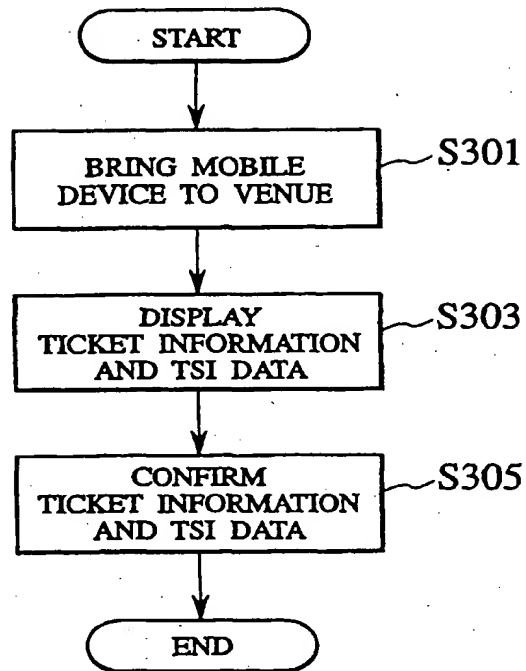 START
BRING MOBILE
DEVICE TO VENUE
S301
DISPLAY
TICKET INFORMATION
AND TSI DATA
S303
CONFIRM
TICKET INFORMATION
AND TSI DATA
S305
END